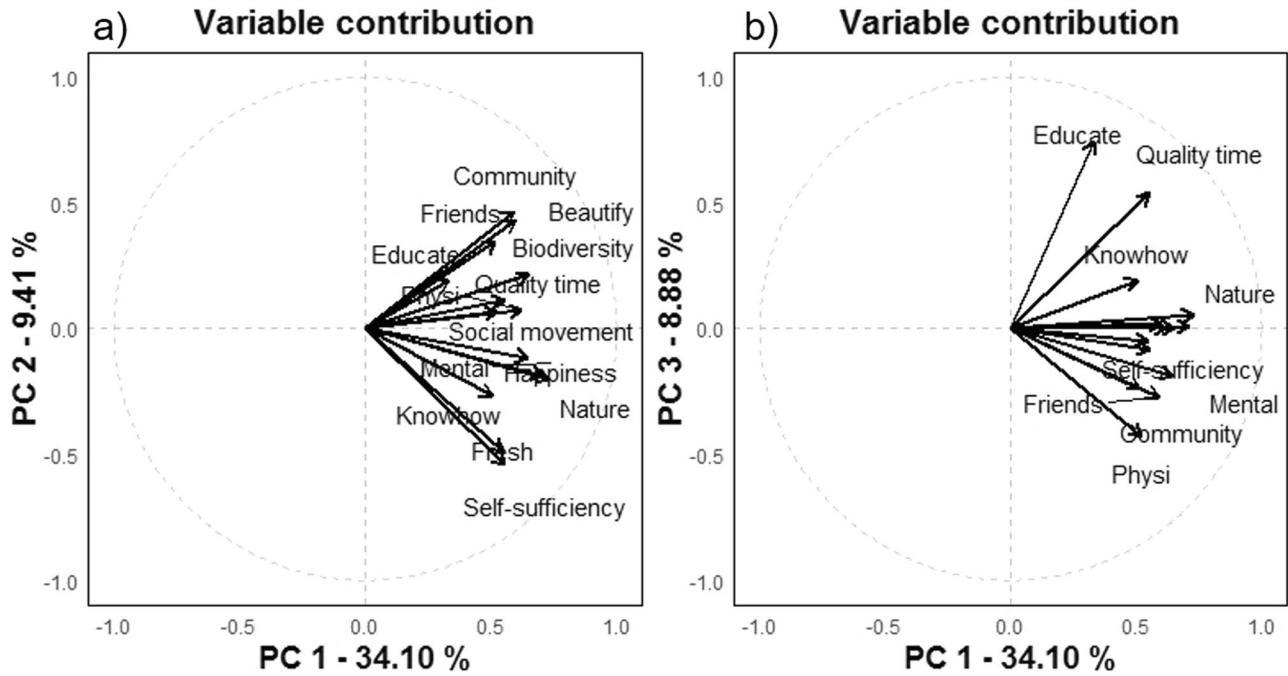 a) Variable contribution
1.0
0.5
0.0
-0.5
-1.0
PC 2 - 9.41 %
Community
Friends
Beautify
Educate
Biodiversity
Physi
Quality time
Social movement
Mental
Happiness
Nature
Knowhow
Fresh
Self-sufficiency
-1.0 -0.5 0.0 0.5 1.0
PC 1 - 34.10 %
b) Variable contribution
1.0
0.5
0.0
-0.5
-1.0
PC 3 - 8.88 %
Educate
Quality time
Knowhow
Nature
Self-sufficiency
Friends
Mental
Community
Physi
-1.0 -0.5 0.0 0.5 1.0
PC 1 - 34.10 %